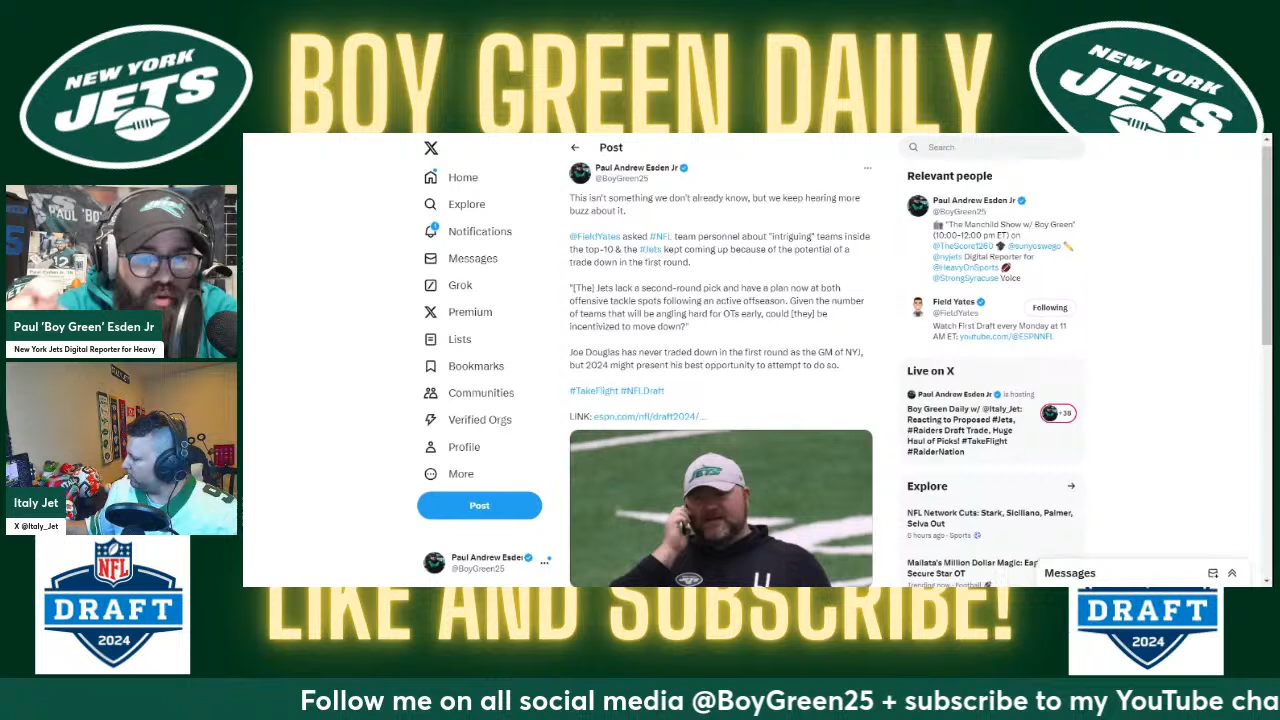 BOY GREEN DAILY
NEW YORK
JETS
NEW YORK
JETS
PAUL 'BO
Paul 'Boy Green' Esden Jr
New York Jets Digital Reporter for Heavy
Italy Jet
X @Italy_Jet
Home
Explore
Notifications
Messages
Grok
Premium
Lists
Bookmarks
Communities
Verified Orgs
Profile
More
Post
Paul Andrew Esden
@BoyGreen25
Post
Paul Andrew Esden Jr
@BoyGreen25
This isn't something we don't already know, but we keep hearing more
buzz about it.
@FieldYates asked #NFL team personnel about "intriguing" teams inside
the top-10 & the #Jets kept coming up because of the potential of a
trade down in the first round.
"[The] Jets lack a second-round pick and have a plan now at both
offensive tackle spots following an active offseason. Given the number
of teams that will be angling hard for OTs early, could [they] be
incentivized to move down?"
Joe Douglas has never traded down in the first round as the GM of NYJ,
but 2024 might present his best opportunity to attempt to do so.
#TakeFlight #NFLDraft
LINK: espn.com/nfl/draft2024/...
Search
Relevant people
Paul Andrew Esden Jr
@BoyGreen25
"The Manchild Show w/ Boy Green"
(10:00-12:00 pm ET) on
@TheScore1260 @sunyoswego
@nyjets Digital Reporter for
@HeavyOnSports
@StrongSyracuse Voice
Field Yates
@FieldYates
Following
Watch First Draft every Monday at 11
AM ET: youtube.com/@ESPNNFL
Live on X
Paul Andrew Esden Jr is hosting
Boy Green Daily w/ @Italy_Jet:
Reacting to Proposed #Jets,
#Raiders Draft Trade, Huge
Haul of Picks! #TakeFlight
#RaiderNation
+38
Explore
NFL Network Cuts: Stark, Siciliano, Palmer,
Selva Out
6 hours ago · Sports
Mailata's Million Dollar Magic: Eag
Secure Star OT
Trending now · Football
Messages
LIKE AND SUBSCRIBE!
NFL
DRAFT
2024
DRAFT
2024
Follow me on all social media @BoyGreen25 + subscribe to my YouTube cha